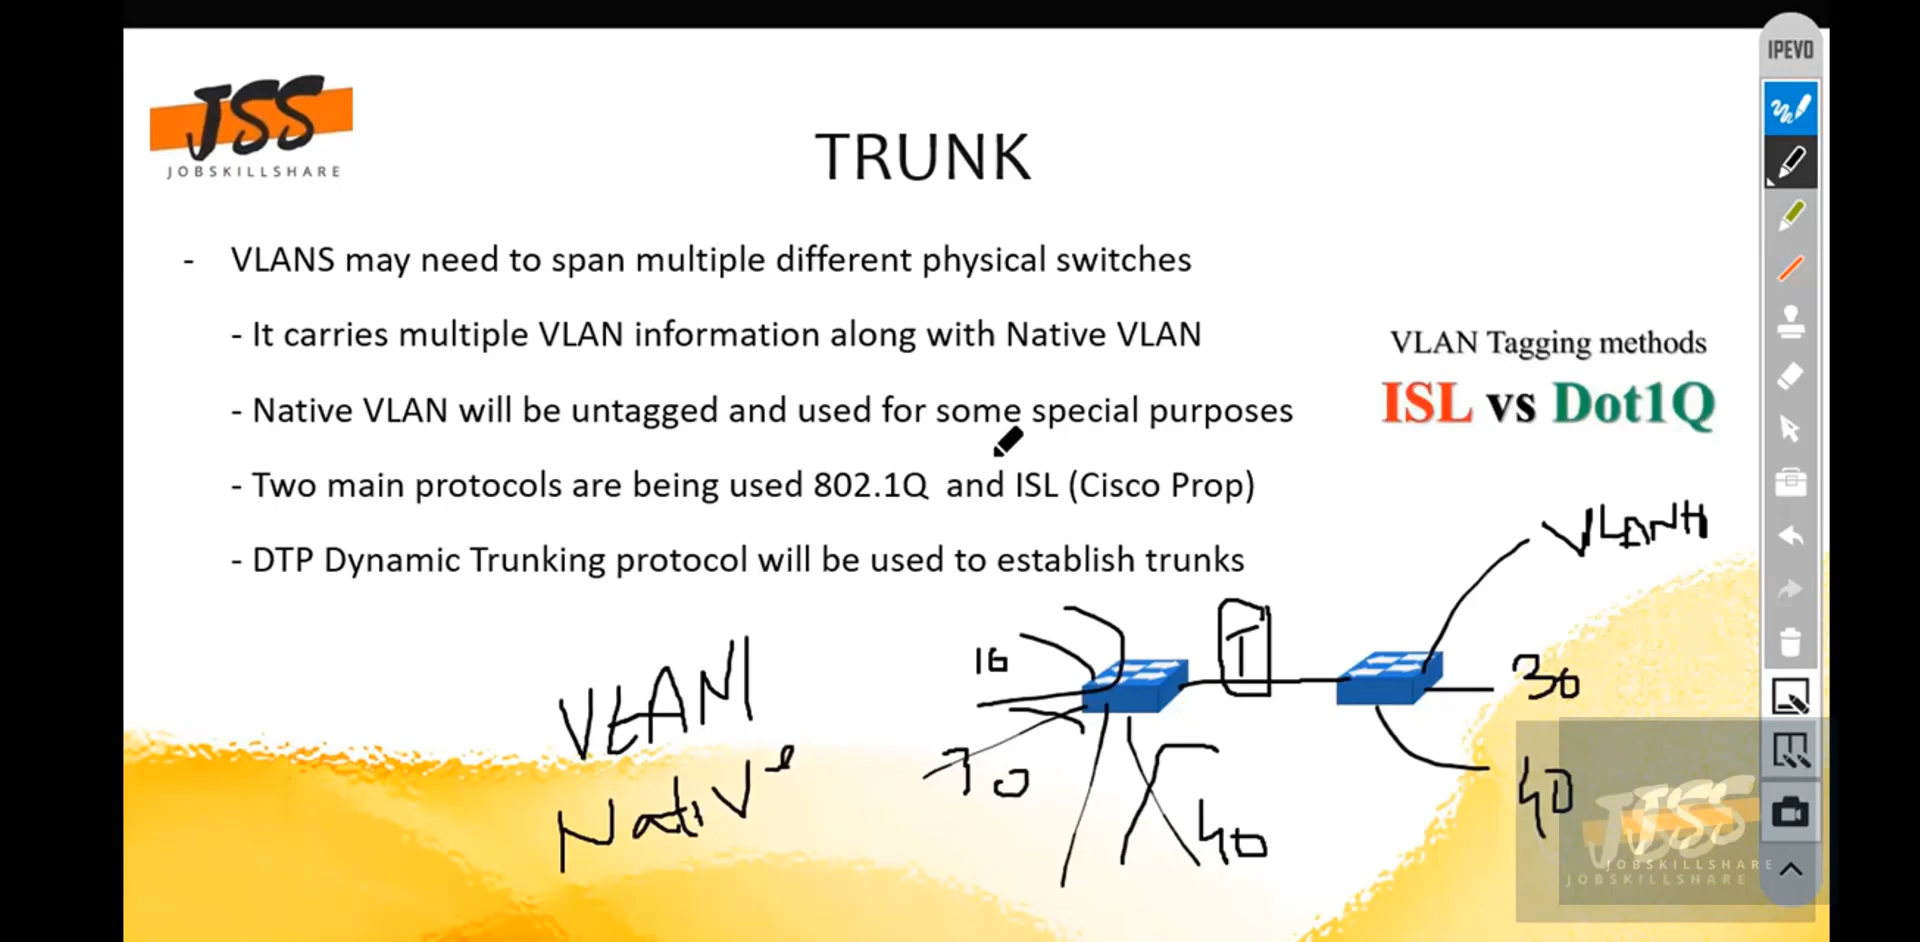 IPEVO
JSS
JOBSKILLSHARE
TRUNK
- VLANS may need to span multiple different physical switches
- It carries multiple VLAN information along with Native VLAN
- Native VLAN will be untagged and used for some special purposes
- Two main protocols are being used 802.1Q and ISL (Cisco Prop)
- DTP Dynamic Trunking protocol will be used to establish trunks
VLAN Tagging methods
ISL vs Dot1Q
T
16
30
VLAN1
Native
40
40
JSS
JOBSKILLSHARE
JOBSKILLSHARE